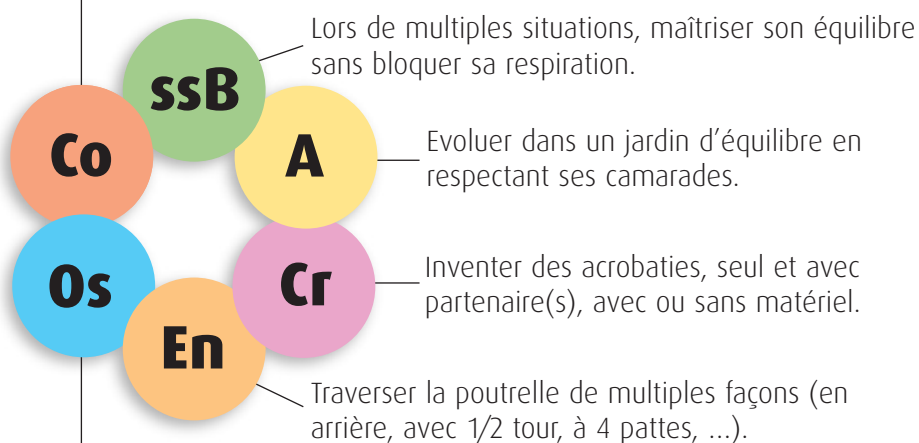 Lors de multiples situations, maîtriser son équilibre
sans bloquer sa respiration.
ssB
Co
A
Evoluer dans un jardin d'équilibre en
respectant ses camarades.
Os
Cr
Inventer des acrobaties, seul et avec
partenaire(s), avec ou sans matériel.
En
Traverser la poutrelle de multiples façons (en
arrière, avec 1/2 tour, à 4 pattes, ...).